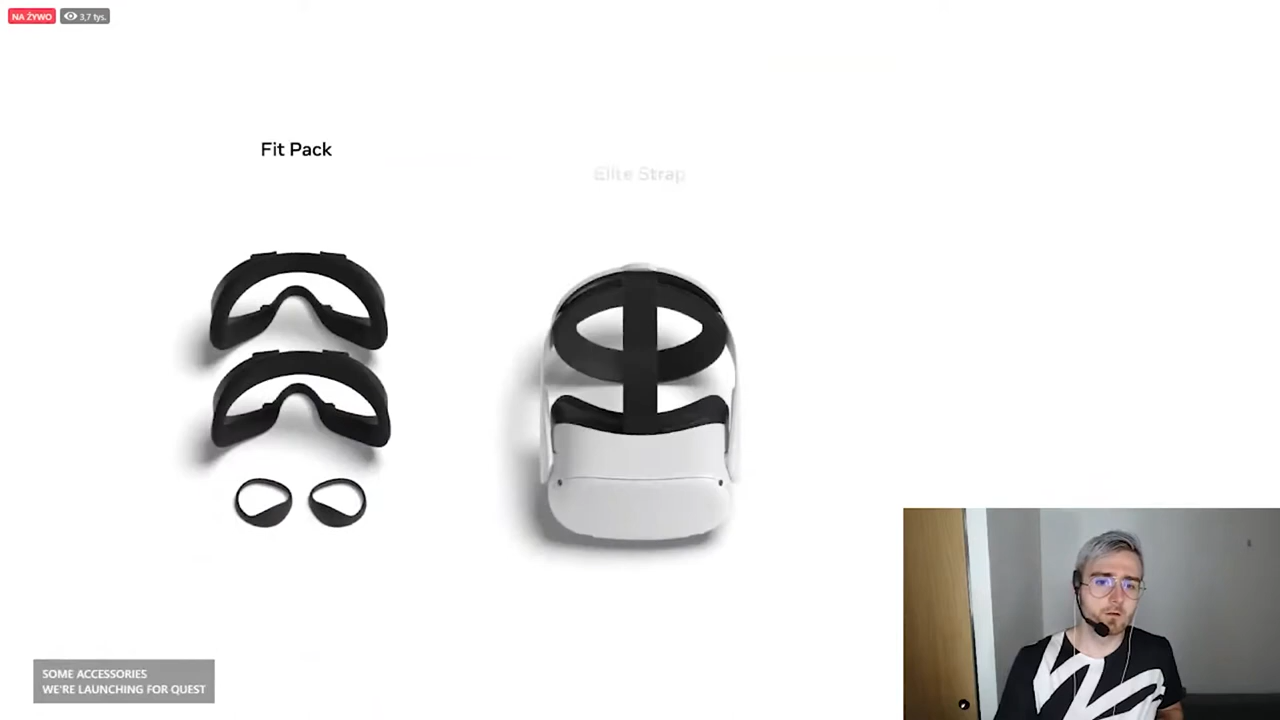 NA ŻYWO
3,7 tys.
Fit Pack
Elite Strap
SOME ACCESSORIES
WE'RE LAUNCHING FOR QUEST